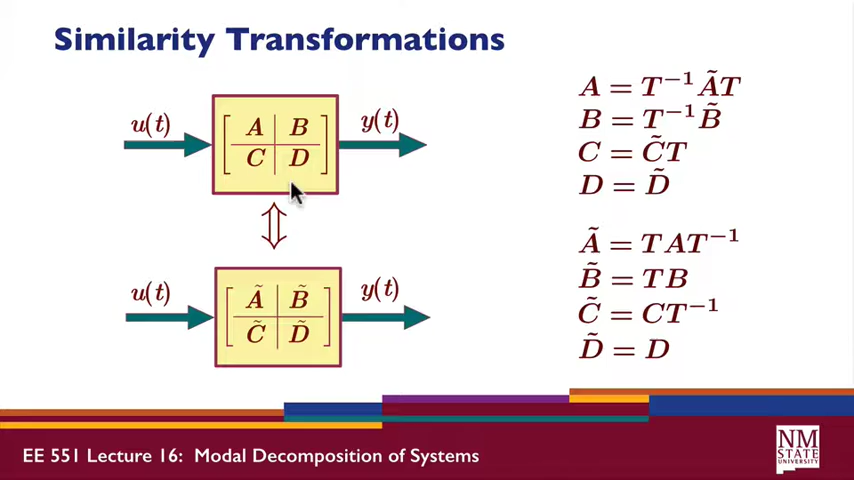 Similarity Transformations
u(t)
A B
C D
y(t)
A = T⁻¹ÃT
B = T⁻¹B̃
C = C̃T
D = D̃
u(t)
Ã B̃
C̃ D̃
y(t)
Ã = TAT⁻¹
B̃ = TB
C̃ = CT⁻¹
D̃ = D
EE 551 Lecture 16: Modal Decomposition of Systems
NM
STATE
UNIVERSITY